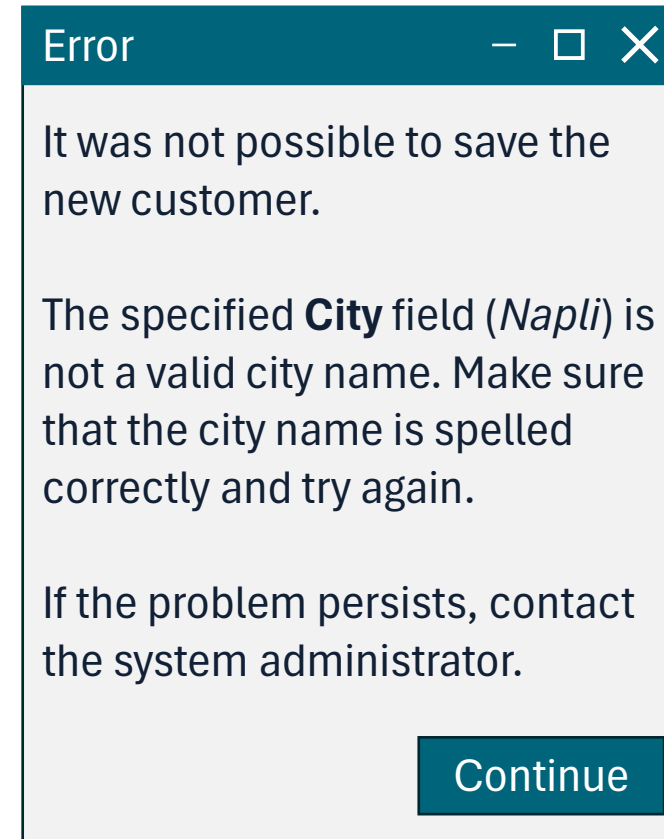 Error
It was not possible to save the
new customer.
The specified City field (Napli) is
not a valid city name. Make sure
that the city name is spelled
correctly and try again.
If the problem persists, contact
the system administrator.
Continue